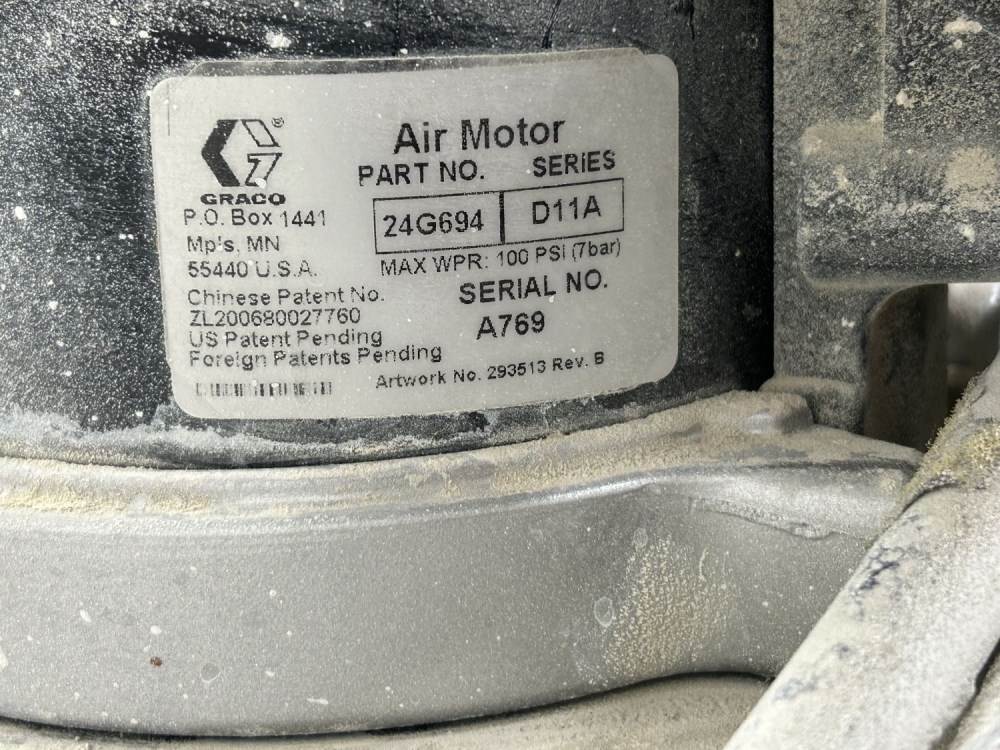 Air Motor
PART NO. SERIES
24G694 D11A
MAX WPR: 100 PSI (7bar)
SERIAL NO.
A769
®
GRACO
P.O. Box 1441
Mp's, MN
55440 U.S.A.
Chinese Patent No.
ZL200680027760
US Patent Pending
Foreign Patents Pending
Artwork No. 293513 Rev. B